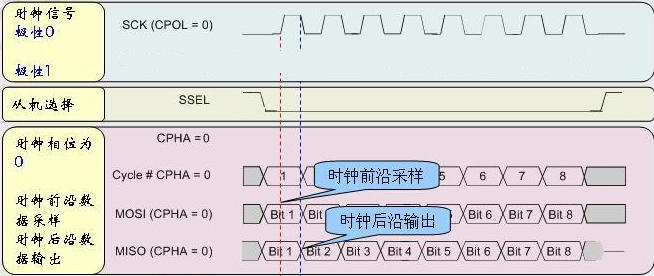 时钟信号
极性0
极性1
SCK (CPOL = 0)
从机选择
SSEL
时钟相位为
0
时钟前沿数
据采样
时钟后沿数
据输出
CPHA = 0
Cycle # CPHA = 0
1
5
6
7
8
时钟前沿采样
MOSI (CPHA = 0)
Bit 1
Bit 6
Bit 7
Bit 8
时钟后沿输出
MISO (CPHA = 0)
Bit 1
Bit 2
Bit 3
Bit 4
Bit 5
Bit 6
Bit 7
Bit 8